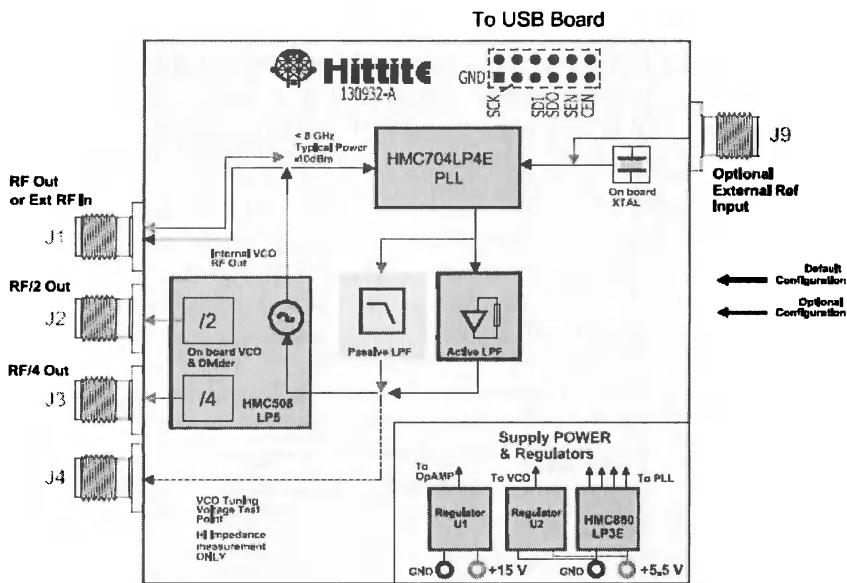 To USB Board
Hittite
130932-A
GND
SCK
SDI
SDO
SEN
CEN
J9
Optional
External Ref
Input
< 8 GHz
Typical Power
±10dBm
HMC704LP4E
PLL
On board
XTAL
RF Out
or Ext RF In
J1
Internal VCO
RF Out
Default
Configuration
Optional
Configuration
RF/2 Out
J2
/2
On board VCO
& Divider
Passive LPF
Active LPF
RF/4 Out
J3
/4
HMC508
LP5
J4
VCO Tuning
Voltage Test
Point
Hi Impedance
measurement
ONLY
Supply POWER
& Regulators
To
OpAMP
To VCO
To PLL
Regulator
U1
Regulator
U2
HMC860
LP3E
GND
+15 V
GND
+5.5 V